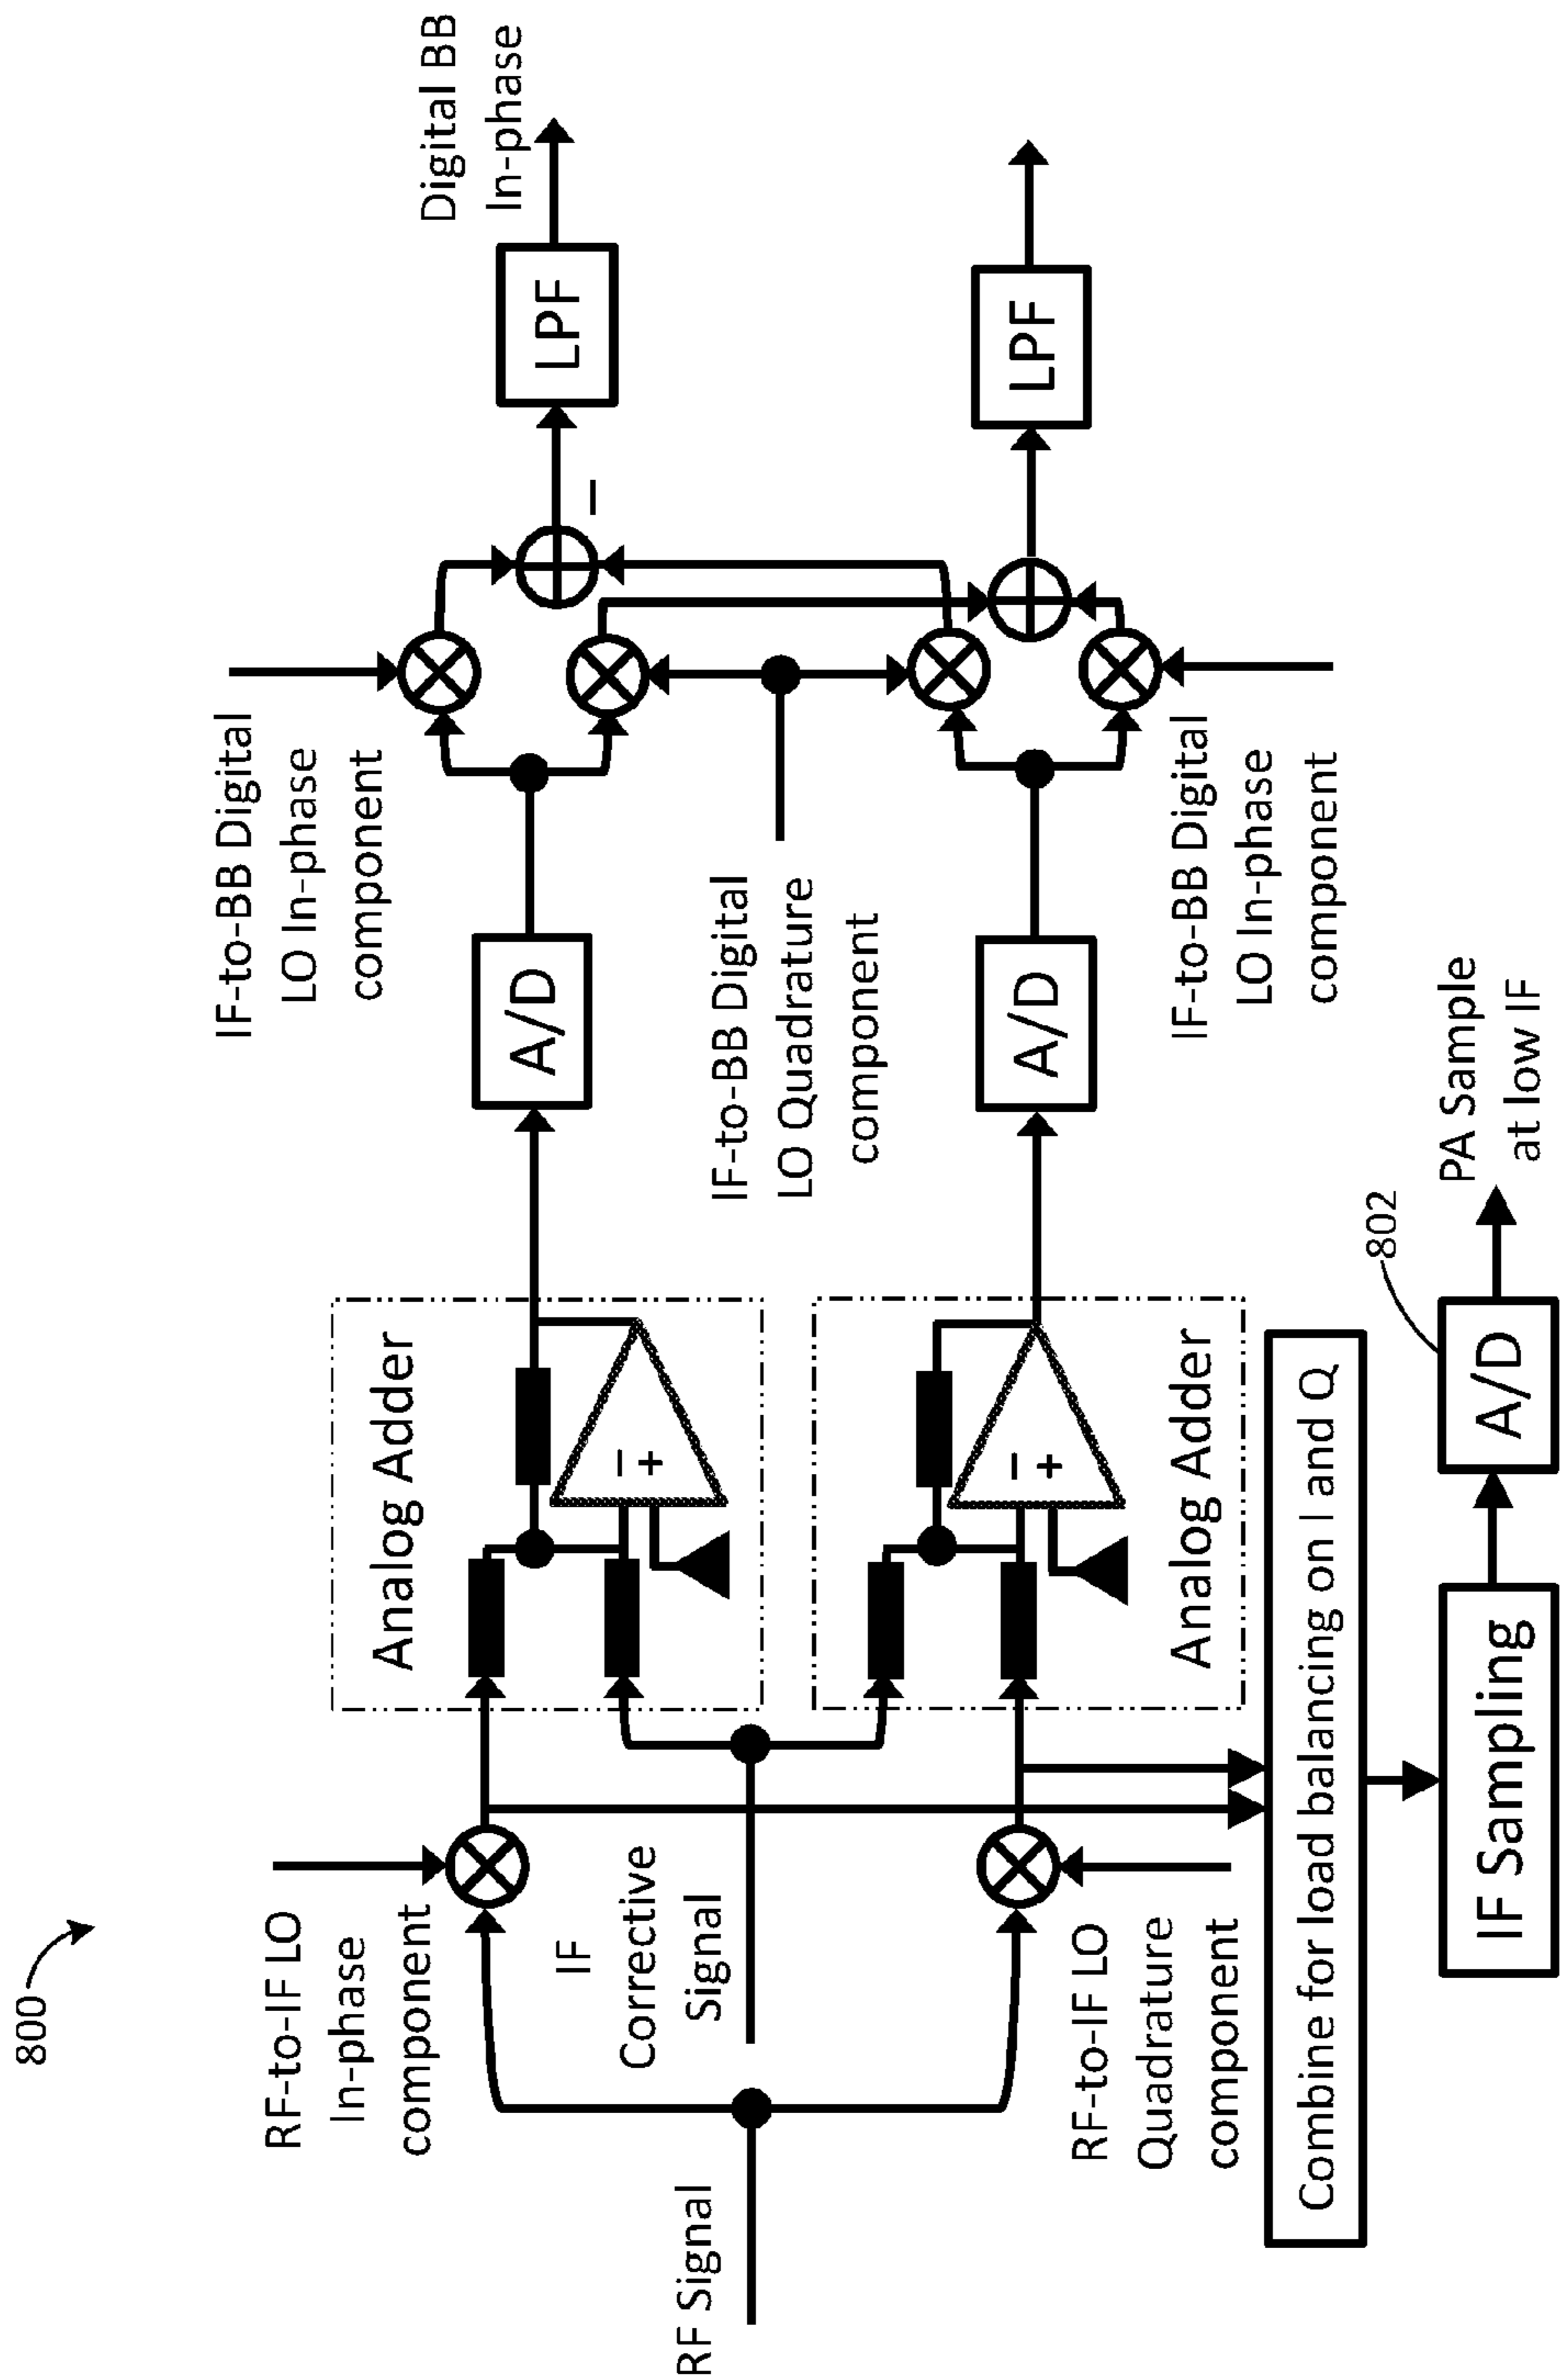 800
RF Signal
RF-to-IF LO
In-phase
component
IF
Corrective
Signal
RF-to-IF LO
Quadrature
component
Analog Adder
−
+
Analog Adder
−
+
Combine for load balancing on I and Q
IF Sampling
A/D
802
PA Sample
at low IF
A/D
A/D
IF-to-BB Digital
LO In-phase
component
IF-to-BB Digital
LO Quadrature
component
IF-to-BB Digital
LO In-phase
component
−
LPF
LPF
Digital BB
In-phase